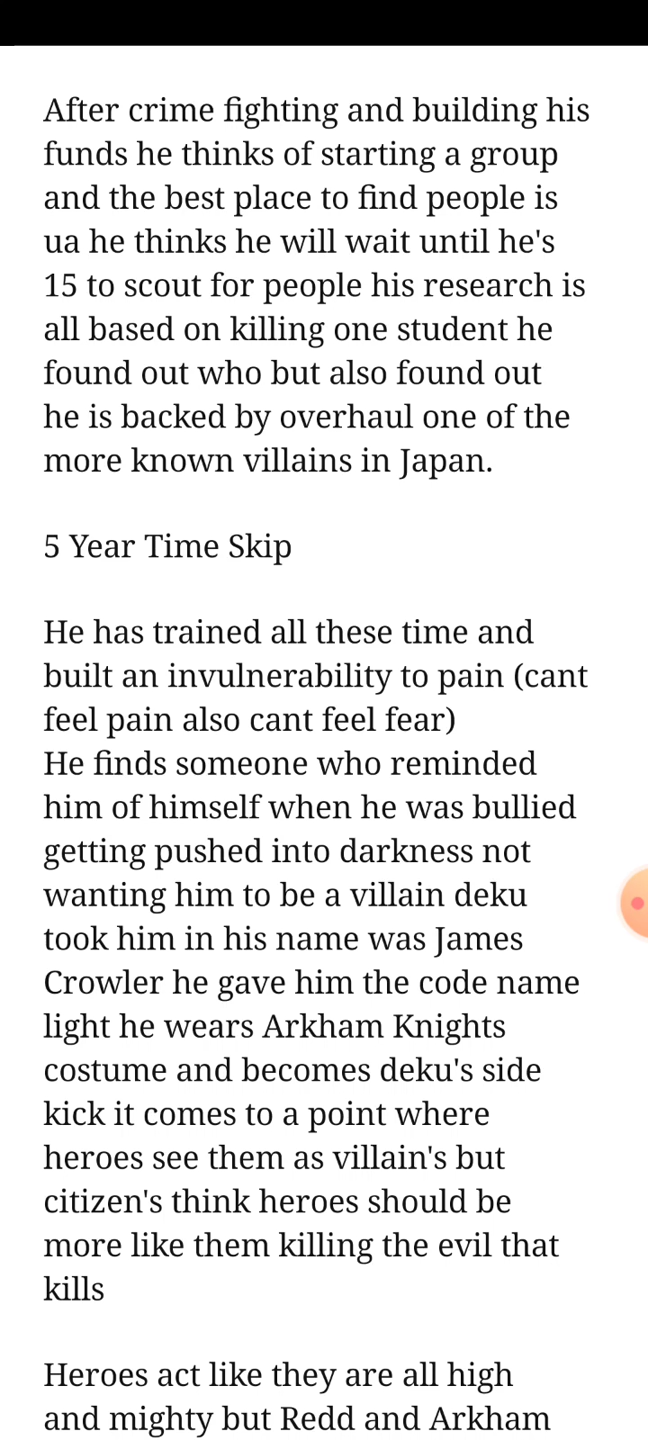 After crime fighting and building his
funds he thinks of starting a group
and the best place to find people is
ua he thinks he will wait until he's
15 to scout for people his research is
all based on killing one student he
found out who but also found out
he is backed by overhaul one of the
more known villains in Japan.
5 Year Time Skip
He has trained all these time and
built an invulnerability to pain (cant
feel pain also cant feel fear)
He finds someone who reminded
him of himself when he was bullied
getting pushed into darkness not
wanting him to be a villain deku
took him in his name was James
Crowler he gave him the code name
light he wears Arkham Knights
costume and becomes deku's side
kick it comes to a point where
heroes see them as villain's but
citizen's think heroes should be
more like them killing the evil that
kills
Heroes act like they are all high
and mighty but Redd and Arkham